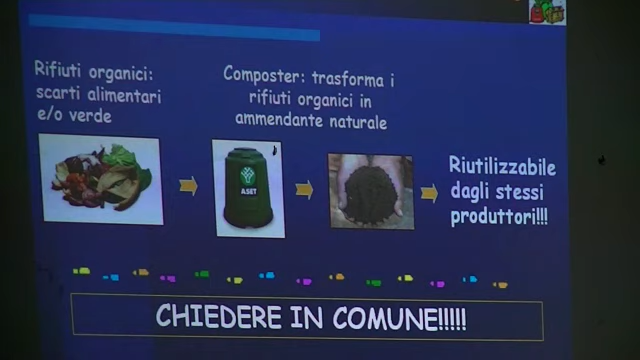 Rifiuti organici:
scarti alimentari
e/o verde
Composter: trasforma i
rifiuti organici in
ammendante naturale
ASET
Riutilizzabile
dagli stessi
produttori!!!
CHIEDERE IN COMUNE!!!!!